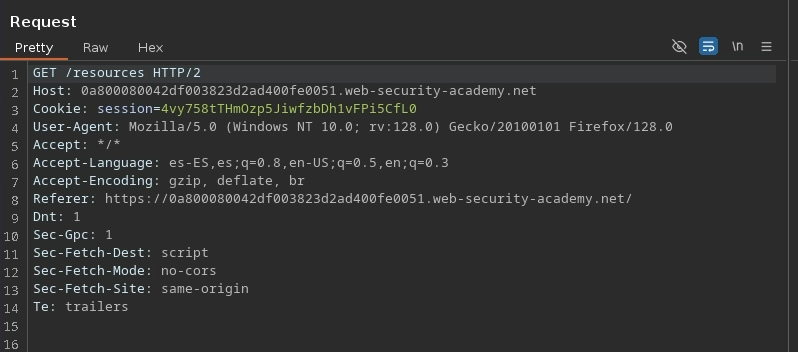 Request
Pretty Raw Hex \n
1 GET /resources HTTP/2
2 Host: 0a800080042df003823d2ad400fe0051.web-security-academy.net
3 Cookie: session=4vy758tTHmOzp5JiwfzbDh1vFPi5CfL0
4 User-Agent: Mozilla/5.0 (Windows NT 10.0; rv:128.0) Gecko/20100101 Firefox/128.0
5 Accept: */*
6 Accept-Language: es-ES,es;q=0.8,en-US;q=0.5,en;q=0.3
7 Accept-Encoding: gzip, deflate, br
8 Referer: https://0a800080042df003823d2ad400fe0051.web-security-academy.net/
9 Dnt: 1
10 Sec-Gpc: 1
11 Sec-Fetch-Dest: script
12 Sec-Fetch-Mode: no-cors
13 Sec-Fetch-Site: same-origin
14 Te: trailers
15
16